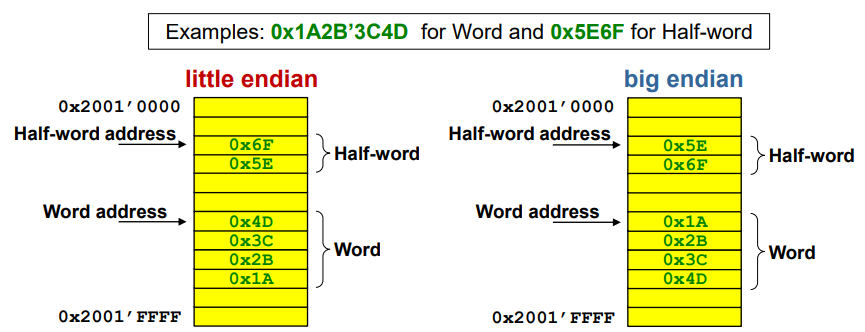 Examples: 0x1A2B’3C4D for Word and 0x5E6F for Half-word
little endian
0x2001’0000
Half-word address
0x6F
0x5E
Half-word
Word address
0x4D
0x3C
0x2B
0x1A
Word
0x2001’FFFF
big endian
0x2001’0000
Half-word address
0x5E
0x6F
Half-word
Word address
0x1A
0x2B
0x3C
0x4D
Word
0x2001’FFFF